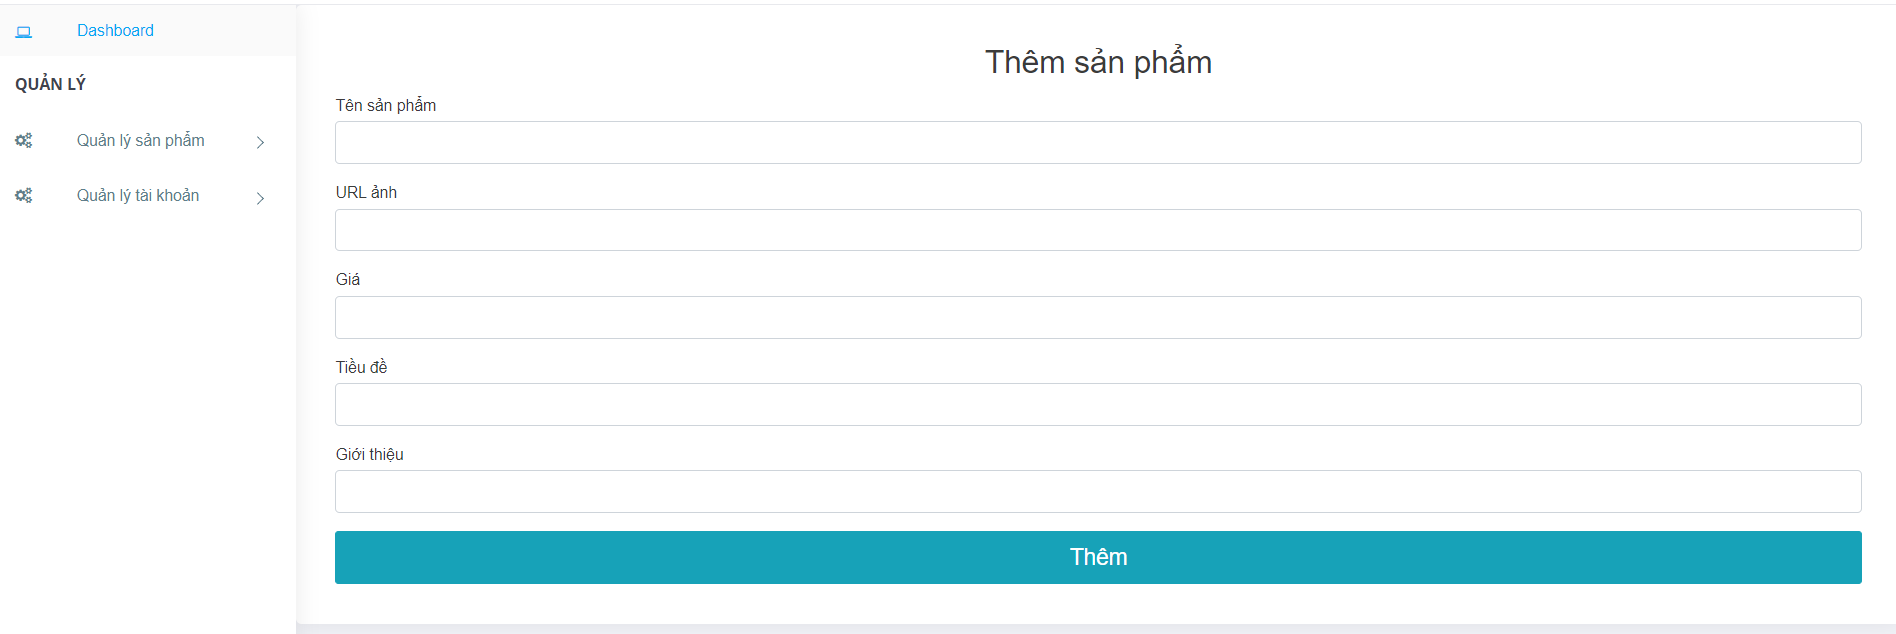 Dashboard
QUẢN LÝ
Quản lý sản phẩm
Quản lý tài khoản
Thêm sản phẩm
Tên sản phẩm
URL ảnh
Giá
Tiều đề
Giới thiệu
Thêm